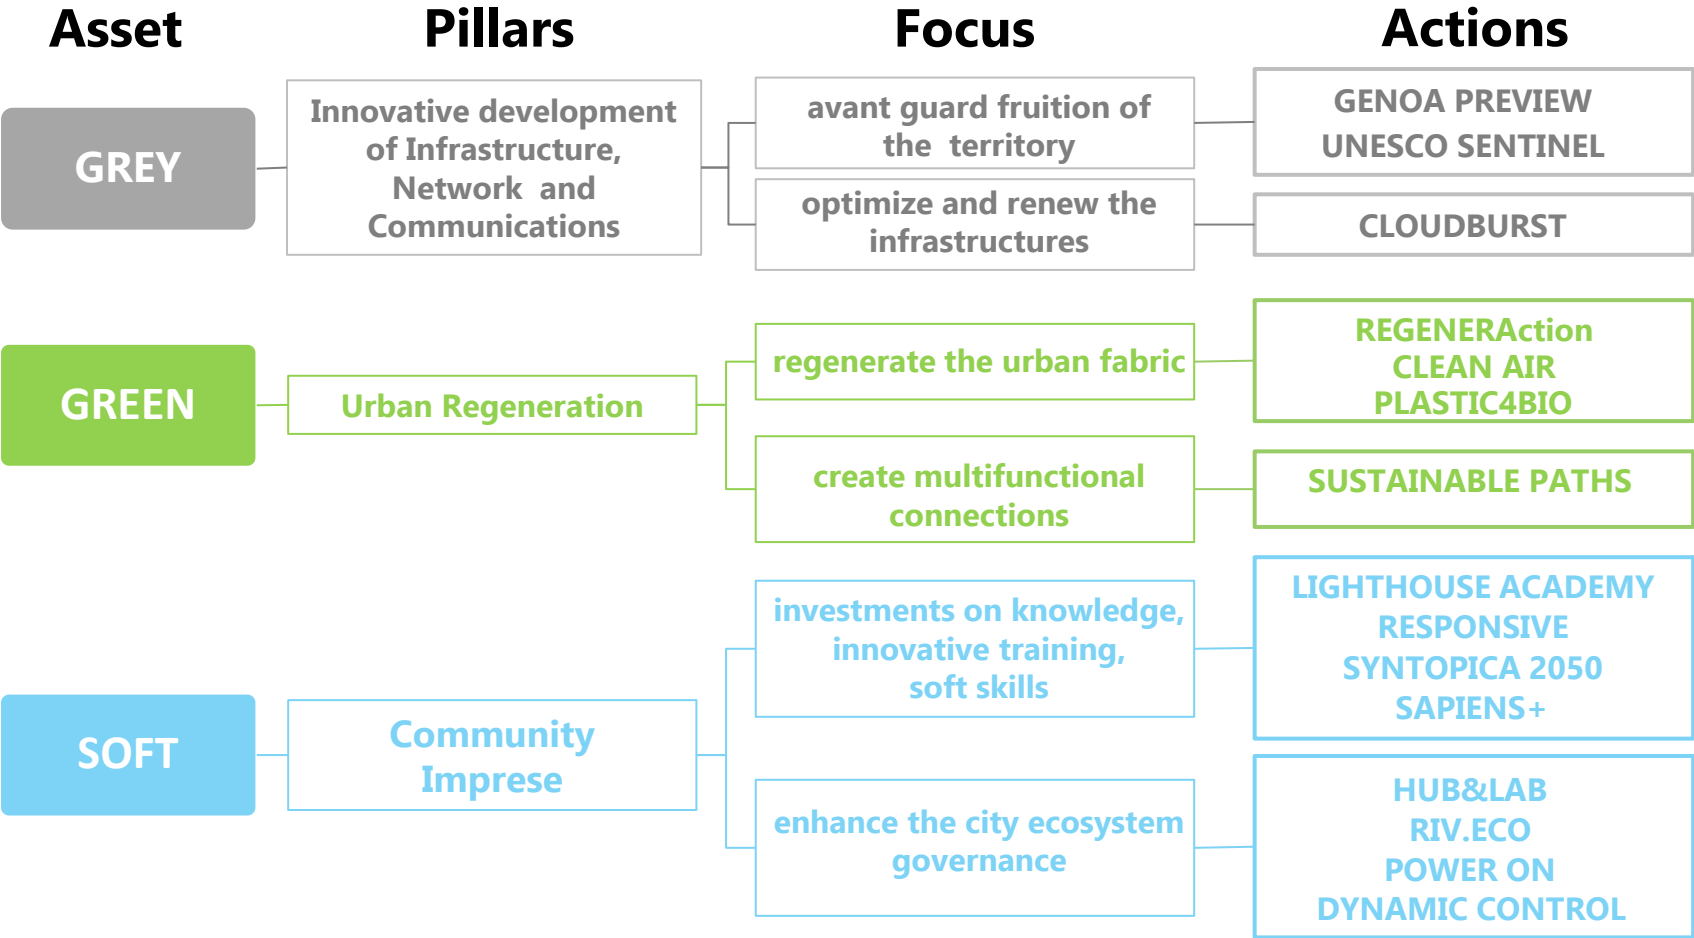 Asset
Pillars
Focus
Actions
GREY
Innovative development
of Infrastructure,
Network and
Communications
avant guard fruition of
the territory
GENOA PREVIEW
UNESCO SENTINEL
optimize and renew the
infrastructures
CLOUDBURST
GREEN
Urban Regeneration
regenerate the urban fabric
REGENERAction
CLEAN AIR
PLASTIC4BIO
create multifunctional
connections
SUSTAINABLE PATHS
SOFT
Community
Imprese
investments on knowledge,
innovative training,
soft skills
LIGHTHOUSE ACADEMY
RESPONSIVE
SYNTOPICA 2050
SAPIENS+
enhance the city ecosystem
governance
HUB&LAB
RIV.ECO
POWER ON
DYNAMIC CONTROL